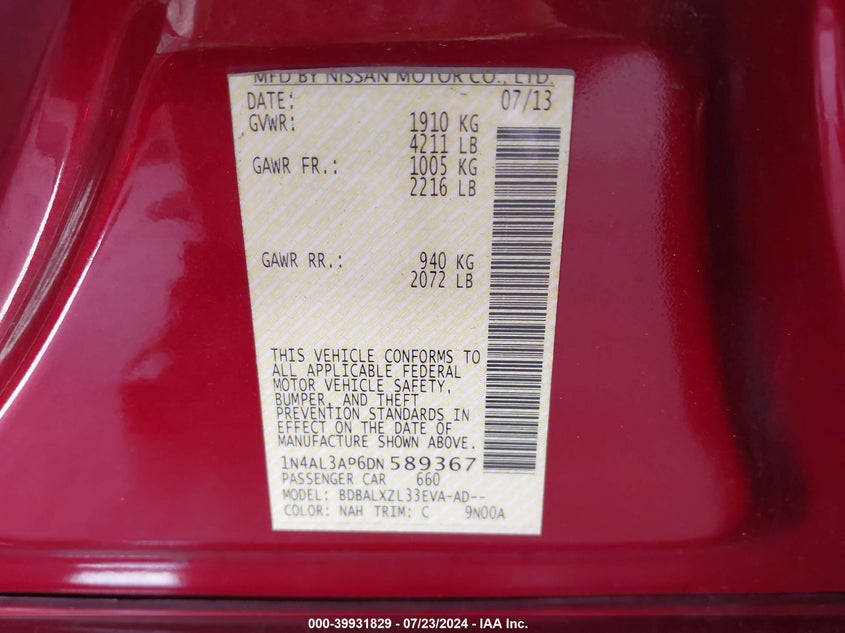 MFD BY NISSAN MOTOR CO., LTD.
DATE: 07/13
GVWR: 1910 KG
4211 LB
GAWR FR.: 1005 KG
2216 LB
GAWR RR.: 940 KG
2072 LB
THIS VEHICLE CONFORMS TO
ALL APPLICABLE FEDERAL
MOTOR VEHICLE SAFETY,
BUMPER, AND THEFT
PREVENTION STANDARDS IN
EFFECT ON THE DATE OF
MANUFACTURE SHOWN ABOVE.
1N4AL3AP6DN589367
PASSENGER CAR 660
MODEL: BDBALXZL33EVA-AD--
COLOR: NAH TRIM: C 9N00A
000-39931829 - 07/23/2024 - IAA Inc.